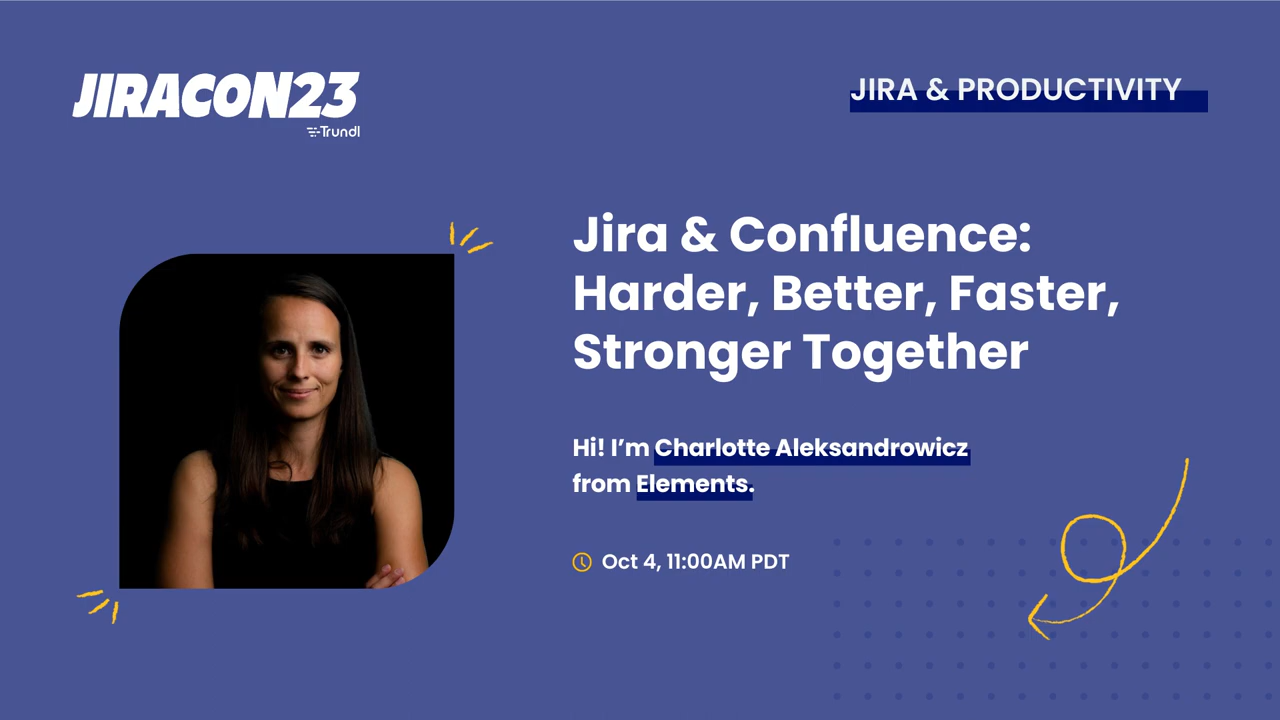 JIRACON23
Trundl
JIRA & PRODUCTIVITY
Jira & Confluence:
Harder, Better, Faster,
Stronger Together
Hi! I’m Charlotte Aleksandrowicz
from Elements.
Oct 4, 11:00AM PDT